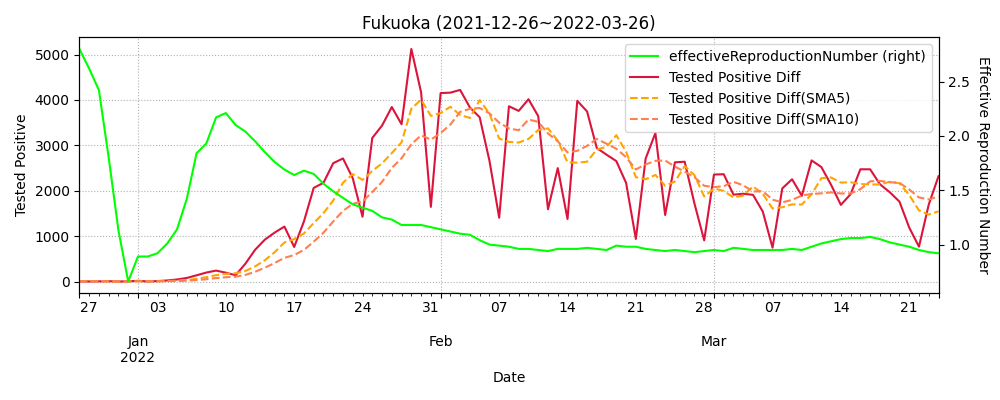 Fukuoka (2021-12-26~2022-03-26)
effectiveReproductionNumber (right)
Tested Positive Diff
Tested Positive Diff(SMA5)
Tested Positive Diff(SMA10)
Tested Positive
5000
4000
3000
2000
1000
0
2.5
2.0
1.5
1.0
Effective Reproduction Number
27 03 10 17 24 31 07 14 21 28 07 14 21
Jan Feb Mar
2022
Date